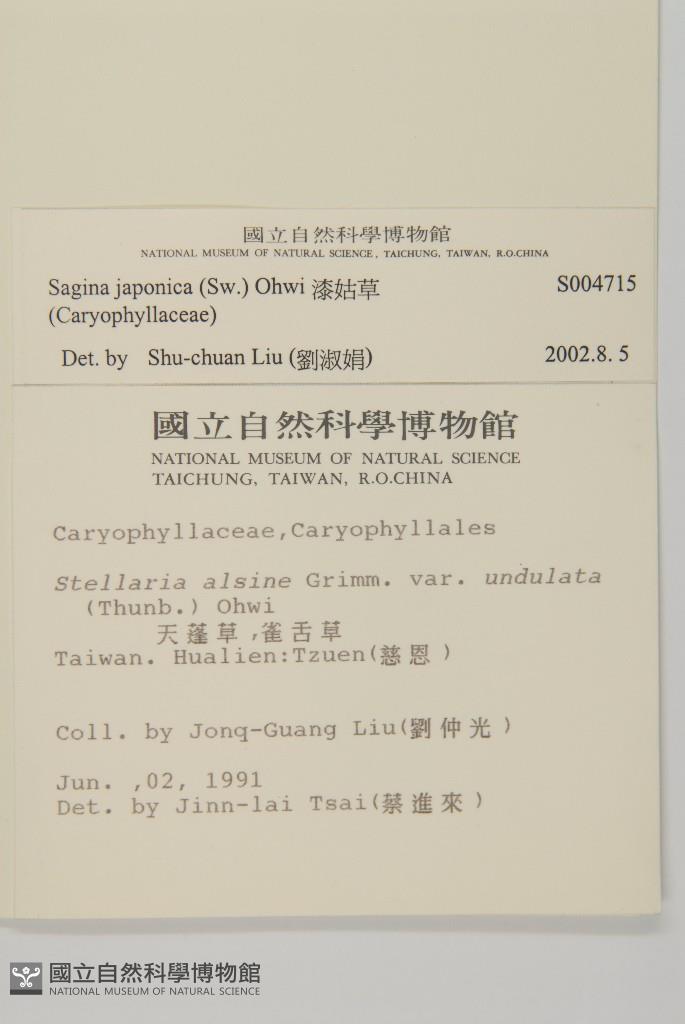 國立自然科學博物館
NATIONAL MUSEUM OF NATURAL SCIENCE, TAICHUNG, TAIWAN, R.O.CHINA
Sagina japonica (Sw.) Ohwi 漆姑草 S004715
(Caryophyllaceae)
Det. by Shu-chuan Liu (劉淑娟) 2002.8. 5
國立自然科學博物館
NATIONAL MUSEUM OF NATURAL SCIENCE
TAICHUNG, TAIWAN, R.O.CHINA
Caryophyllaceae,Caryophyllales
Stellaria alsine Grimm. var. undulata
(Thunb.) Ohwi
天蓬草,雀舌草
Taiwan. Hualien:Tzuen(慈恩)
Coll. by Jonq-Guang Liu(劉仲光)
Jun. ,02, 1991
Det. by Jinn-lai Tsai(蔡進來)
國立自然科學博物館
NATIONAL MUSEUM OF NATURAL SCIENCE